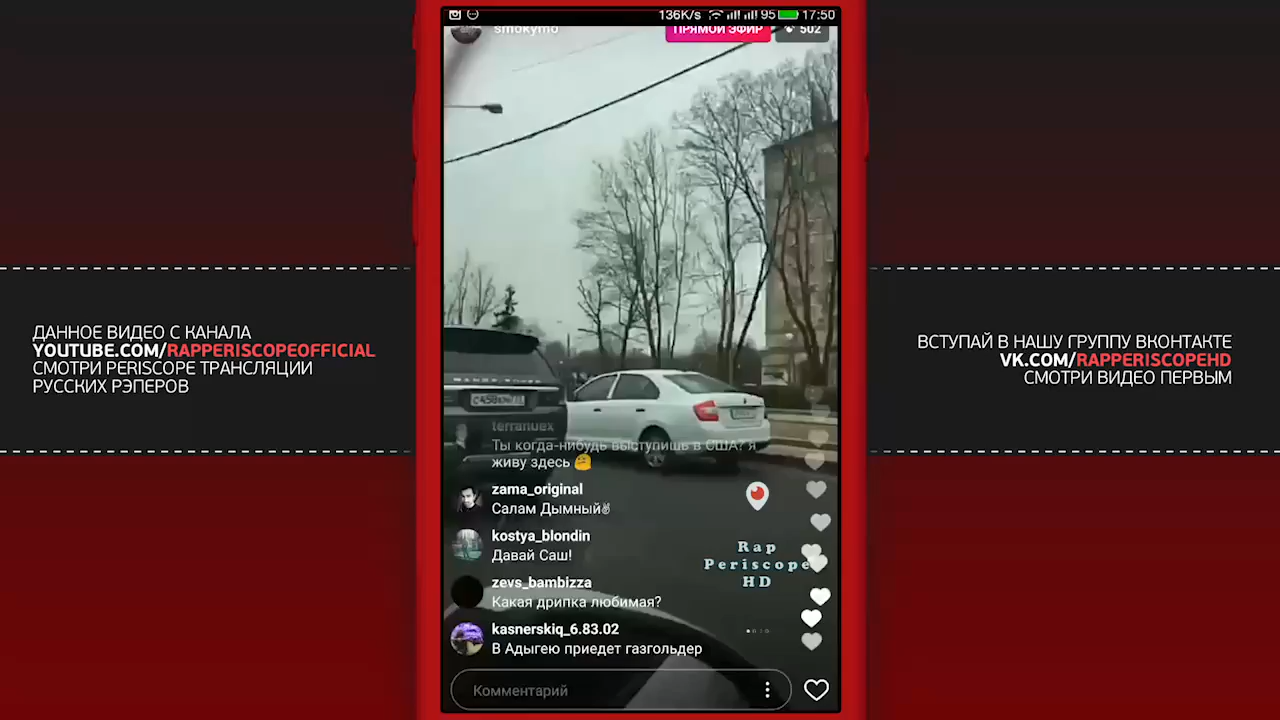 136K/s
95
17:50
smokymo
ПРЯМОЙ ЭФИР
502
ДАННОЕ ВИДЕО С КАНАЛА
YOUTUBE.COM/RAPPERISCOPEOFFICIAL
СМОТРИ PERISCOPE ТРАНСЛЯЦИИ
РУССКИХ РЭПЕРОВ
ВСТУПАЙ В НАШУ ГРУППУ ВКОНТАКТЕ
VK.COM/RAPPERISCOPEHD
СМОТРИ ВИДЕО ПЕРВЫМ
terranuex
Ты когда-нибудь выступишь в США? Я
живу здесь 🤔
zama_original
Салам Дымный✌
kostya_blondin
Давай Саш!
zevs_bambizza
Какая дрипка любимая?
kasnerskiq_6.83.02
В Адыгею приедет газгольдер
Rap
Periscope
HD
Комментарий